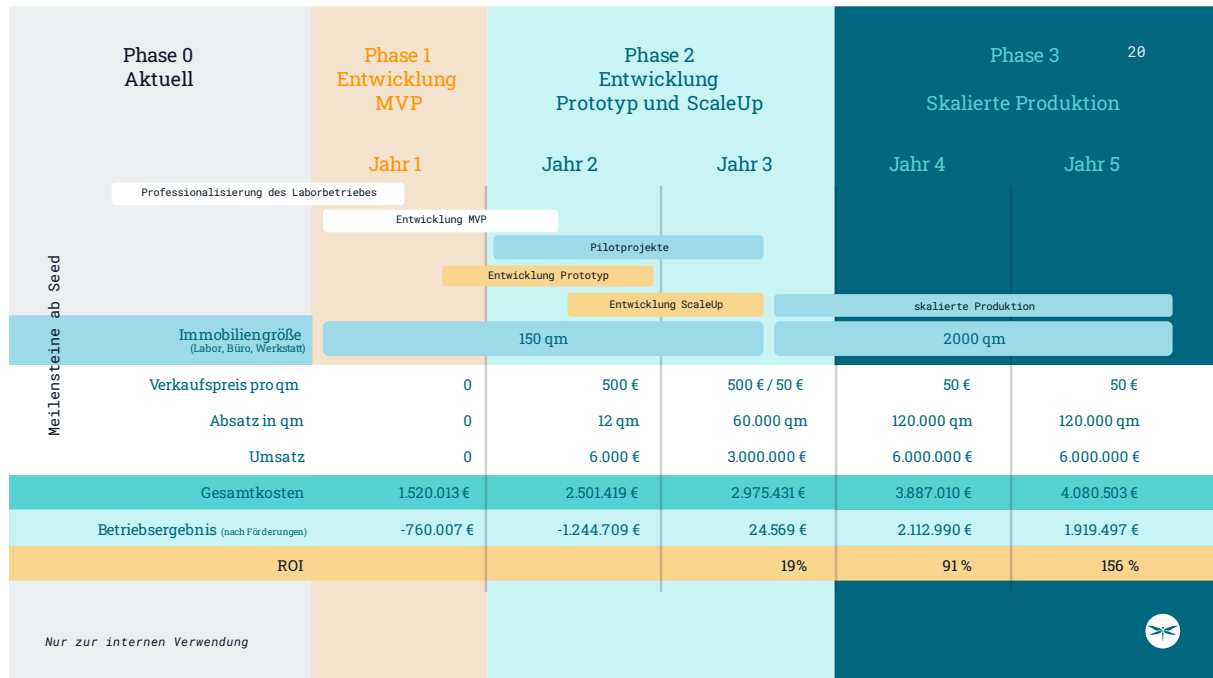 Phase 0
Aktuell
Phase 1
Entwicklung
MVP
Phase 2
Entwicklung
Prototyp und ScaleUp
Phase 3
20
Skalierte Produktion
Jahr 1
Jahr 2
Jahr 3
Jahr 4
Jahr 5
Professionalisierung des Laborbetriebes
Entwicklung MVP
Pilotprojekte
Entwicklung Prototyp
Entwicklung ScaleUp
skalierte Produktion
Meilensteine ab Seed
Immobiliengröße
(Labor, Büro, Werkstatt)
150 qm
2000 qm
Verkaufspreis pro qm 0 500 € 500 € / 50 € 50 € 50 €
Absatz in qm 0 12 qm 60.000 qm 120.000 qm 120.000 qm
Umsatz 0 6.000 € 3.000.000 € 6.000.000 € 6.000.000 €
Gesamtkosten 1.520.013 € 2.501.419 € 2.975.431 € 3.887.010 € 4.080.503 €
Betriebsergebnis (nach Förderungen) -760.007 € -1.244.709 € 24.569 € 2.112.990 € 1.919.497 €
ROI 19% 91 % 156 %
Nur zur internen Verwendung